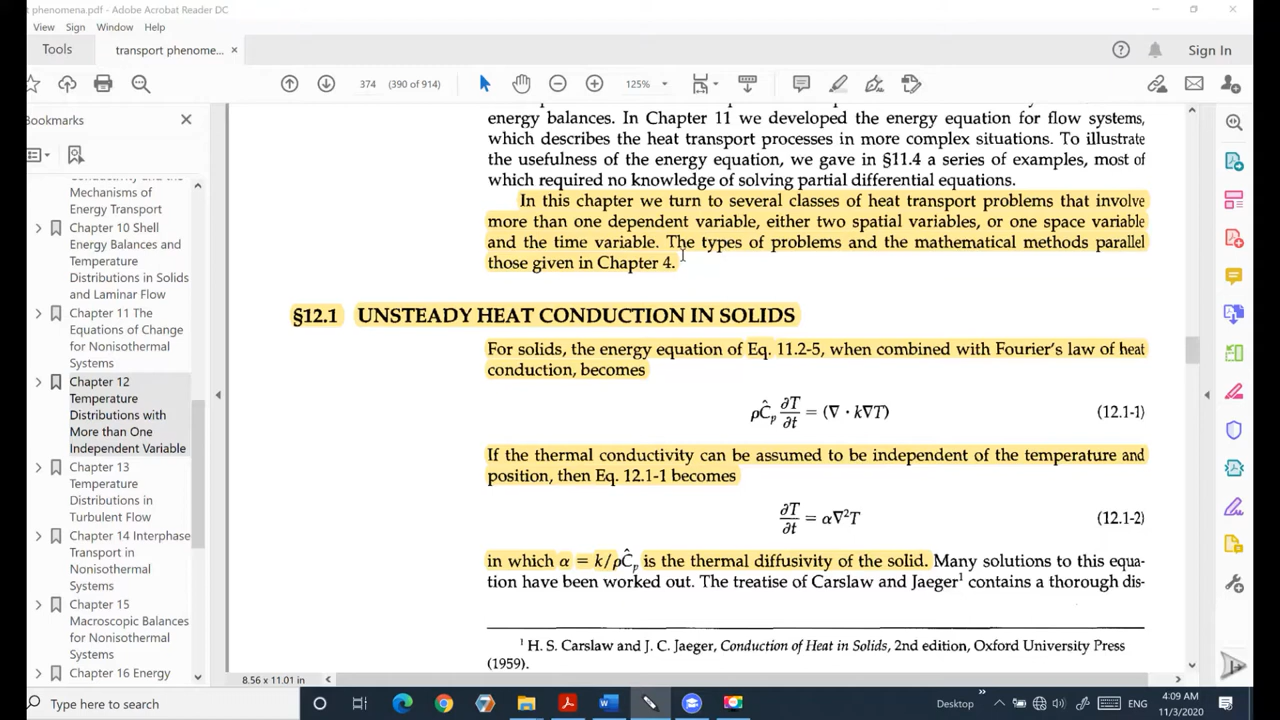 t phenomena.pdf - Adobe Acrobat Reader DC
View Sign Window Help
Tools
transport phenome... ×
Sign In
374 (390 of 914)
125%
Bookmarks
Mechanisms of
Energy Transport
Chapter 10 Shell
Energy Balances and
Temperature
Distributions in Solids
and Laminar Flow
Chapter 11 The
Equations of Change
for Nonisothermal
Systems
Chapter 12
Temperature
Distributions with
More than One
Independent Variable
Chapter 13
Temperature
Distributions in
Turbulent Flow
Chapter 14 Interphase
Transport in
Nonisothermal
Systems
Chapter 15
Macroscopic Balances
for Nonisothermal
Systems
Chapter 16 Energy
energy balances. In Chapter 11 we developed the energy equation for flow systems,
which describes the heat transport processes in more complex situations. To illustrate
the usefulness of the energy equation, we gave in §11.4 a series of examples, most of
which required no knowledge of solving partial differential equations.
In this chapter we turn to several classes of heat transport problems that involve
more than one dependent variable, either two spatial variables, or one space variable
and the time variable. The types of problems and the mathematical methods parallel
those given in Chapter 4.
§12.1 UNSTEADY HEAT CONDUCTION IN SOLIDS
For solids, the energy equation of Eq. 11.2-5, when combined with Fourier's law of heat
conduction, becomes
ρĈp ∂T/∂t = (∇ · k∇T) (12.1-1)
If the thermal conductivity can be assumed to be independent of the temperature and
position, then Eq. 12.1-1 becomes
∂T/∂t = α∇²T (12.1-2)
in which α = k/ρĈp is the thermal diffusivity of the solid. Many solutions to this equa-
tion have been worked out. The treatise of Carslaw and Jaeger¹ contains a thorough dis-
¹ H. S. Carslaw and J. C. Jaeger, Conduction of Heat in Solids, 2nd edition, Oxford University Press
(1959).
8.56 x 11.01 in
Type here to search
Desktop
ENG
4:09 AM
11/3/2020